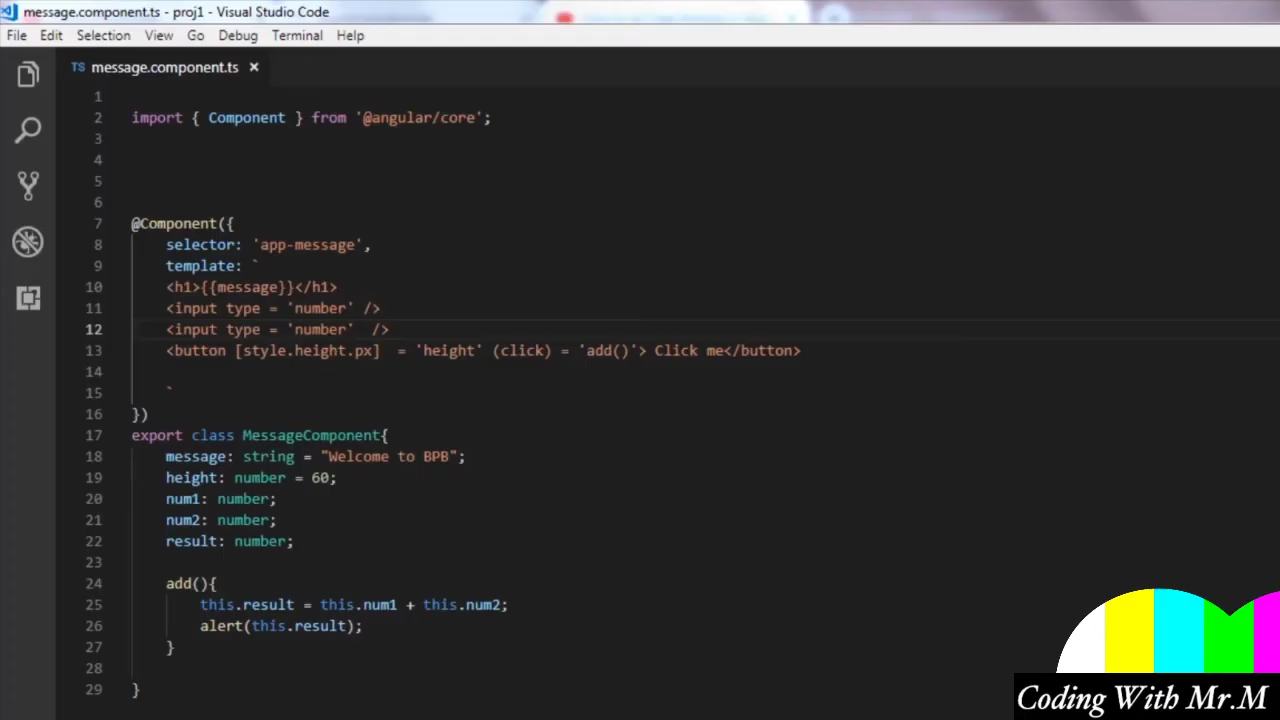 message.component.ts - proj1 - Visual Studio Code
File Edit Selection View Go Debug Terminal Help
TS message.component.ts ×
1
2 import { Component } from '@angular/core';
3
4
5
6
7 @Component({
8 selector: 'app-message',
9 template: `
10 <h1>{{message}}</h1>
11 <input type = 'number' />
12 <input type = 'number'  />
13 <button [style.height.px]  = 'height' (click) = 'add()'> Click me</button>
14
15 `
16 })
17 export class MessageComponent{
18 message: string = "Welcome to BPB";
19 height: number = 60;
20 num1: number;
21 num2: number;
22 result: number;
23
24 add(){
25 this.result = this.num1 + this.num2;
26 alert(this.result);
27 }
28
29 }
Coding With Mr.M